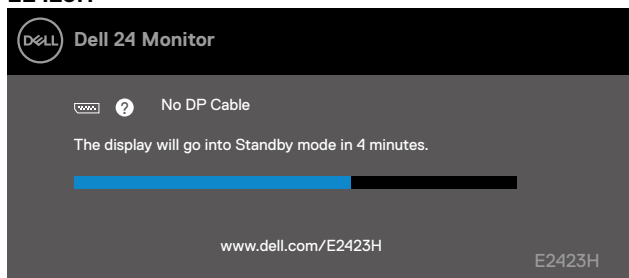 E2423H
DELL Dell 24 Monitor
? No DP Cable
The display will go into Standby mode in 4 minutes.
www.dell.com/E2423H
E2423H